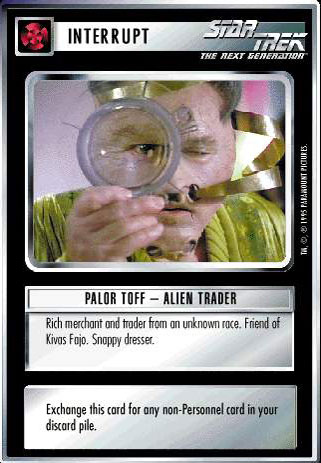 INTERRUPT
STAR TREK
THE NEXT GENERATION
TM, ©, ® 1995 PARAMOUNT PICTURES.
PALOR TOFF – ALIEN TRADER
Rich merchant and trader from an unknown race. Friend of
Kivas Fajo. Snappy dresser.
Exchange this card for any non-Personnel card in your
discard pile.